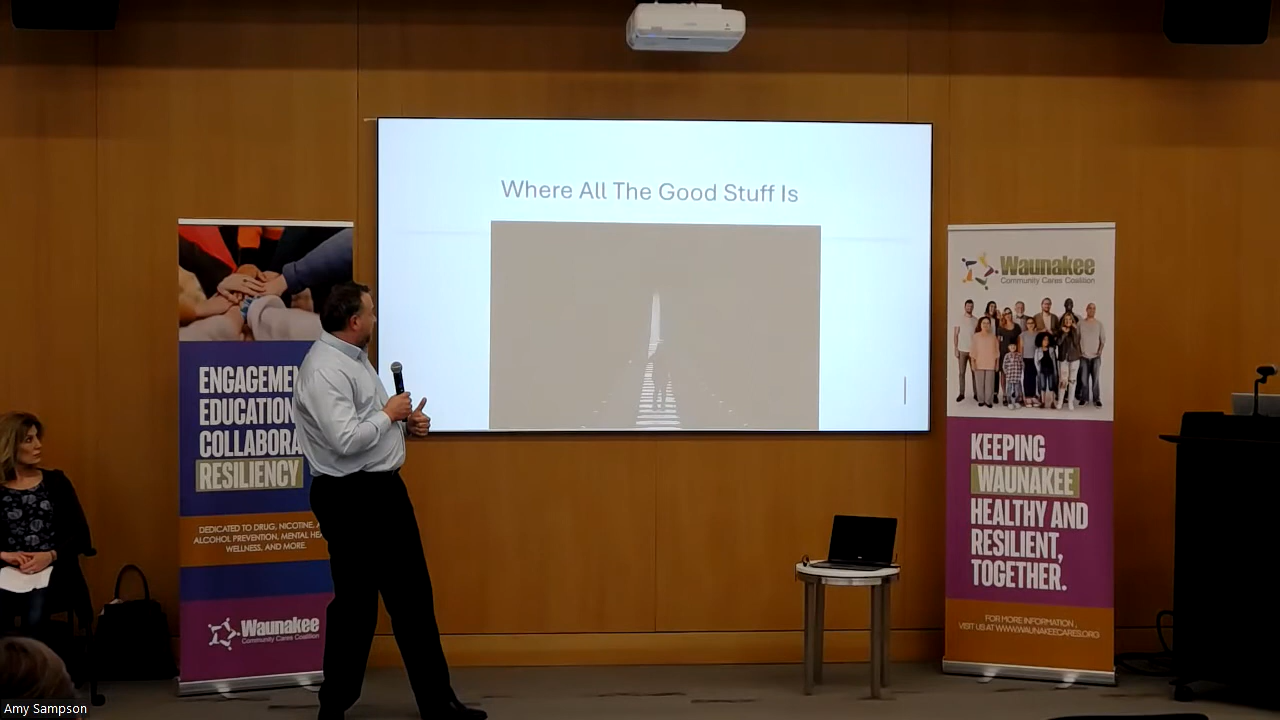 Where All The Good Stuff Is
ENGAGEME
EDUCATION
COLLABORA
RESILIENCY
DEDICATED TO DRUG, NICOTINE, A
ALCOHOL PREVENTION, MENTAL HE
WELLNESS, AND MORE.
Waunakee
Community Cares Coalition
Waunakee
Community Cares Coalition
KEEPING
WAUNAKEE
HEALTHY AND
RESILIENT,
TOGETHER.
FOR MORE INFORMATION,
VISIT US AT WWW.WAUNAKEECARES.ORG
Amy Sampson